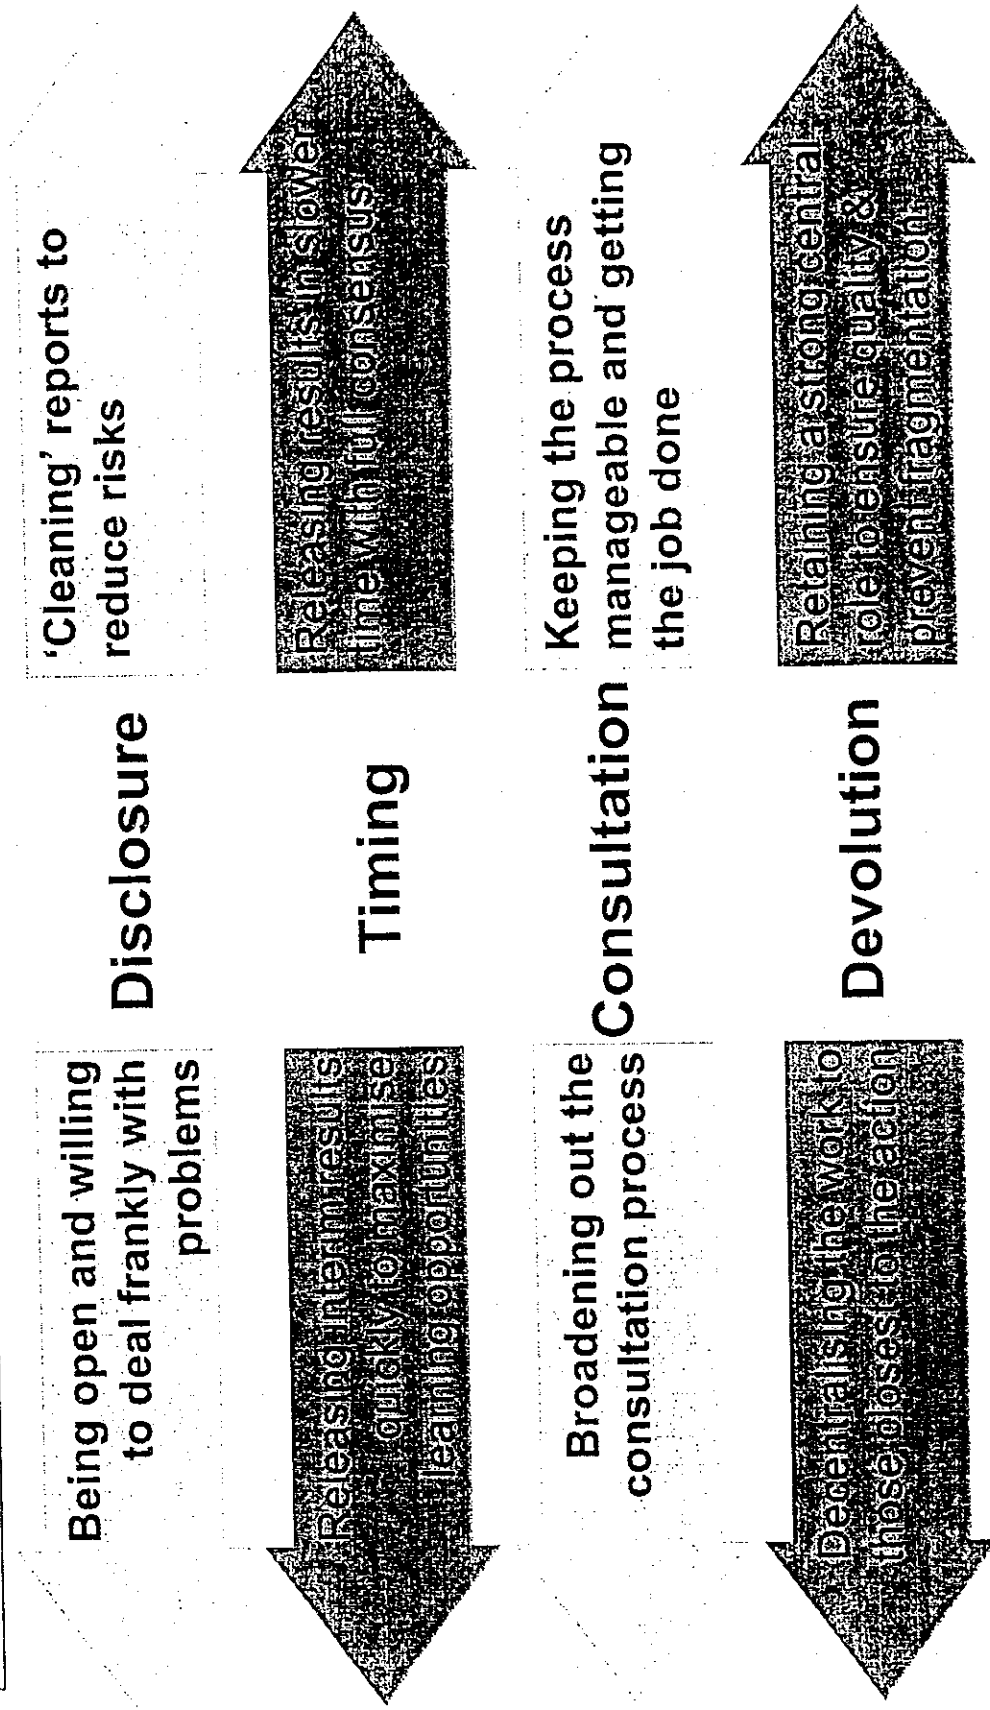 Being open and willing
to deal frankly with
problems
Disclosure
'Cleaning' reports to
reduce risks
Releasing interim results
quickly to maximise
learning opportunities
Timing
Releasing results in slower
time with full consensus
Broadening out the
consultation process
Consultation
Keeping the process
manageable and getting
the job done
Decentralising the work to
those closest to the action
Devolution
Retaining a strong central
role to ensure quality &
prevent fragmentation